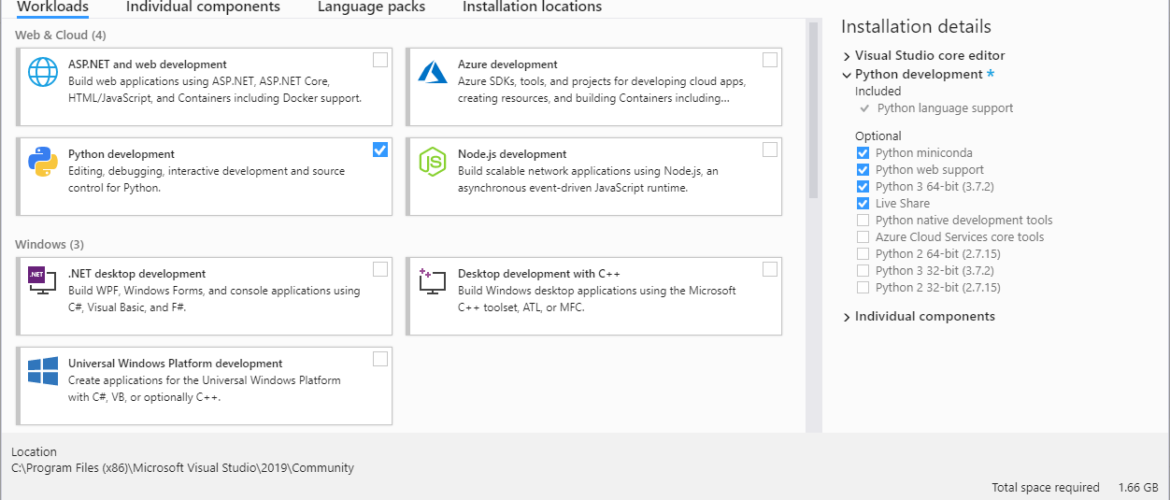 Workloads
Individual components
Language packs
Installation locations
Web & Cloud (4)
ASP.NET and web development
Build web applications using ASP.NET, ASP.NET Core,
HTML/JavaScript, and Containers including Docker support.
Azure development
Azure SDKs, tools, and projects for developing cloud apps,
creating resources, and building Containers including...
Python development
Editing, debugging, interactive development and source
control for Python.
Node.js development
Build scalable network applications using Node.js, an
asynchronous event-driven JavaScript runtime.
Windows (3)
.NET
.NET desktop development
Build WPF, Windows Forms, and console applications using
C#, Visual Basic, and F#.
Desktop development with C++
Build Windows desktop applications using the Microsoft
C++ toolset, ATL, or MFC.
Universal Windows Platform development
Create applications for the Universal Windows Platform
with C#, VB, or optionally C++.
Installation details
Visual Studio core editor
Python development *
Included
Python language support
Optional
Python miniconda
Python web support
Python 3 64-bit (3.7.2)
Live Share
Python native development tools
Azure Cloud Services core tools
Python 2 64-bit (2.7.15)
Python 3 32-bit (3.7.2)
Python 2 32-bit (2.7.15)
Individual components
Location
C:\Program Files (x86)\Microsoft Visual Studio\2019\Community
Total space required 1.66 GB